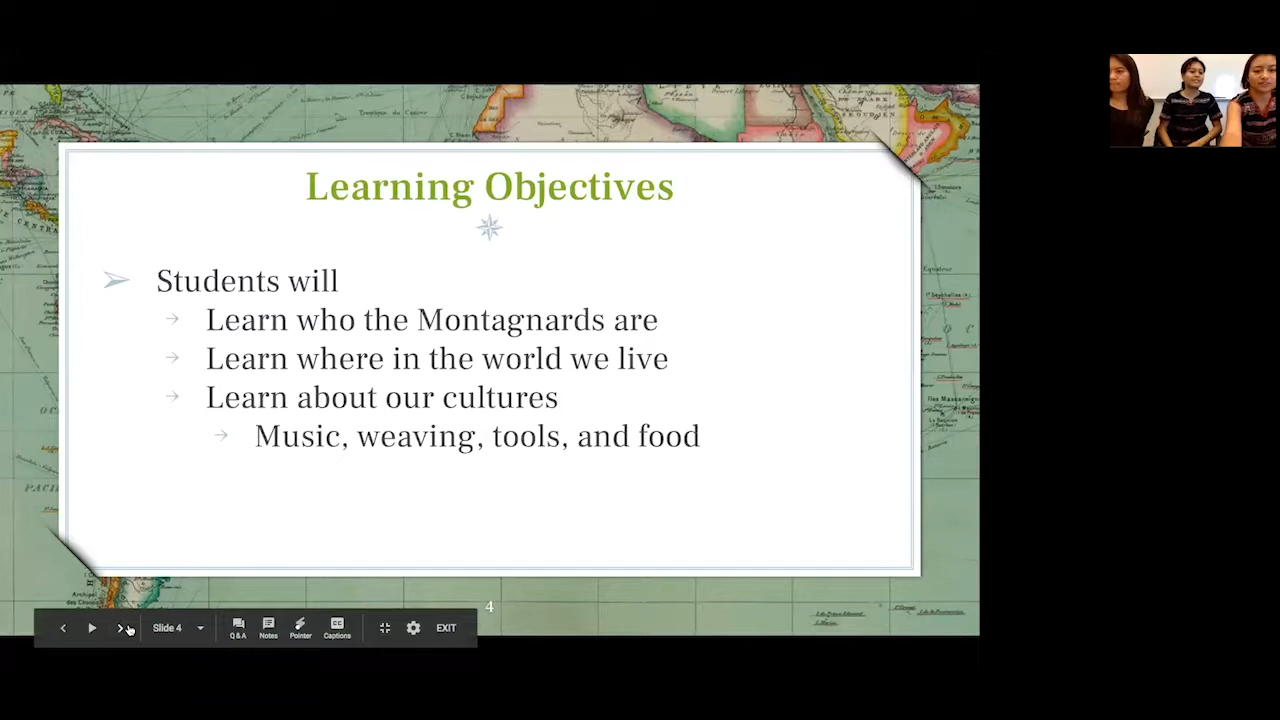 Learning Objectives
Students will
Learn who the Montagnards are
Learn where in the world we live
Learn about our cultures
Music, weaving, tools, and food
4
Slide 4
Q&A
Notes
Pointer
Captions
EXIT
Equateur